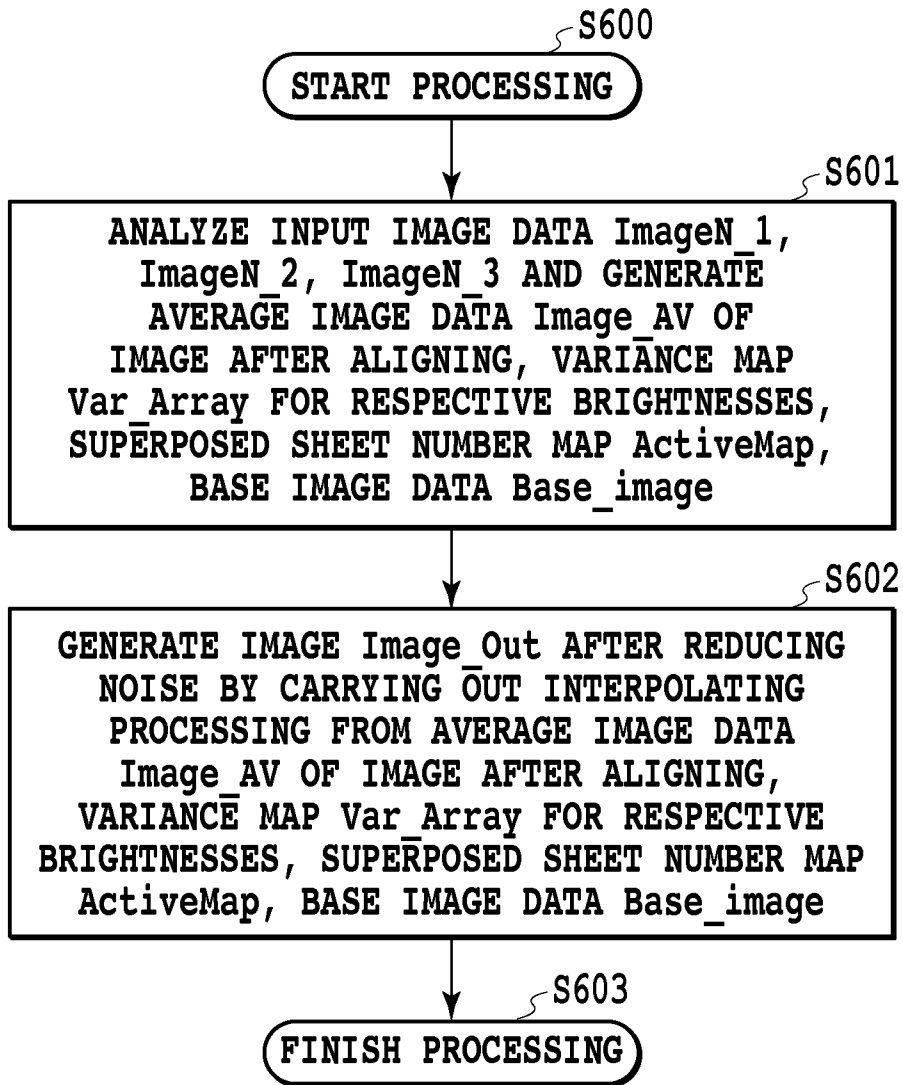 S600
START PROCESSING
S601
ANALYZE INPUT IMAGE DATA ImageN_1,
ImageN_2, ImageN_3 AND GENERATE
AVERAGE IMAGE DATA Image_AV OF
IMAGE AFTER ALIGNING, VARIANCE MAP
Var_Array FOR RESPECTIVE BRIGHTNESSES,
SUPERPOSED SHEET NUMBER MAP ActiveMap,
BASE IMAGE DATA Base_image
S602
GENERATE IMAGE Image_Out AFTER REDUCING
NOISE BY CARRYING OUT INTERPOLATING
PROCESSING FROM AVERAGE IMAGE DATA
Image_AV OF IMAGE AFTER ALIGNING,
VARIANCE MAP Var_Array FOR RESPECTIVE
BRIGHTNESSES, SUPERPOSED SHEET NUMBER MAP
ActiveMap, BASE IMAGE DATA Base_image
S603
FINISH PROCESSING